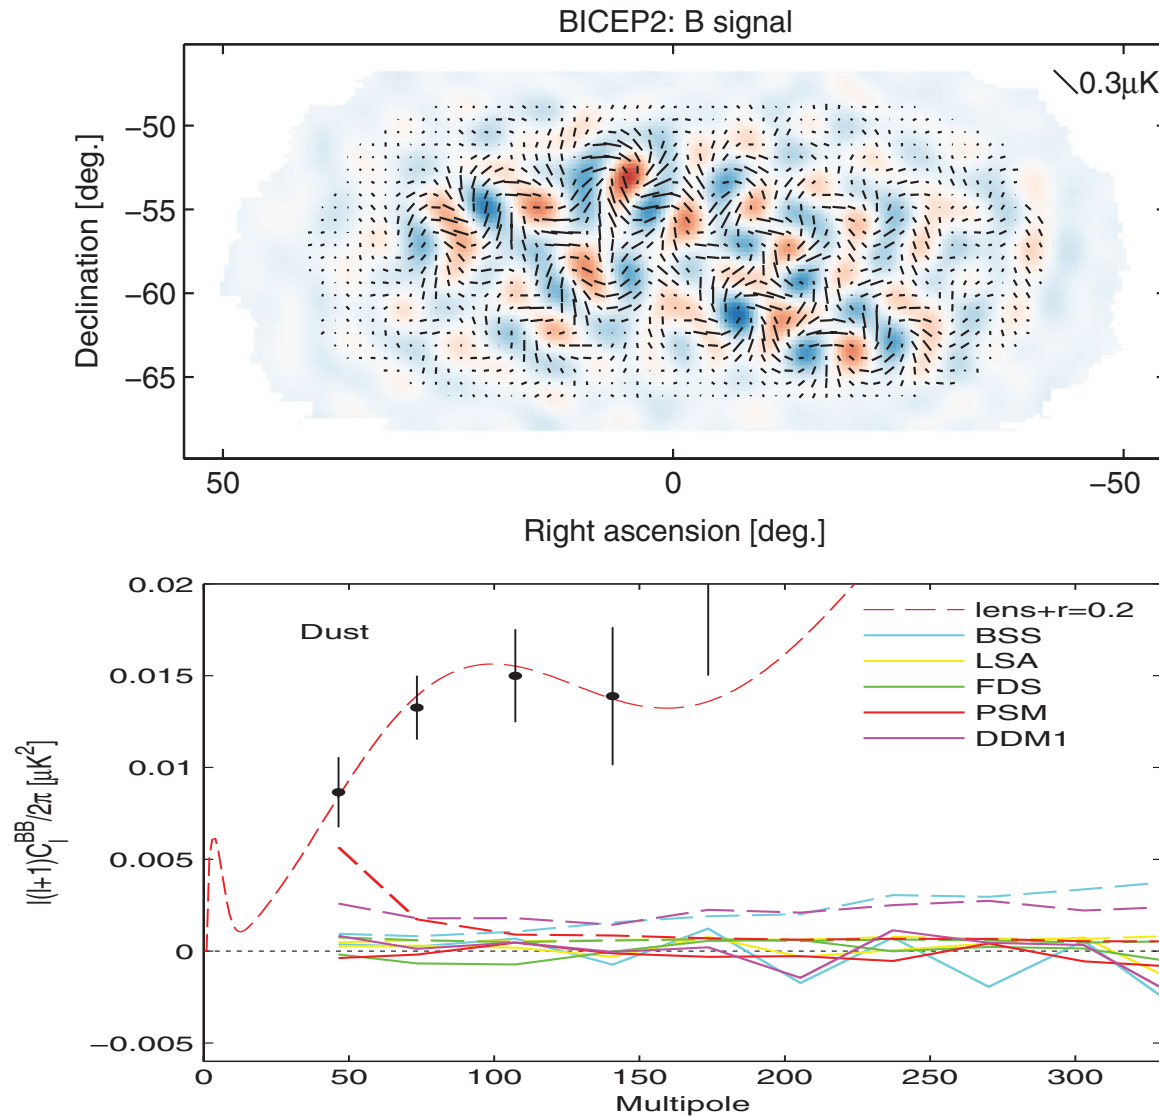 BICEP2: B signal
0.3μK
Declination [deg.]
−50
−55
−60
−65
50
0
−50
Right ascension [deg.]
l(l+1)C_l^BB/2π [μK²]
0.02
0.015
0.01
0.005
0
−0.005
Dust
lens+r=0.2
BSS
LSA
FDS
PSM
DDM1
0
50
100
150
200
250
300
Multipole